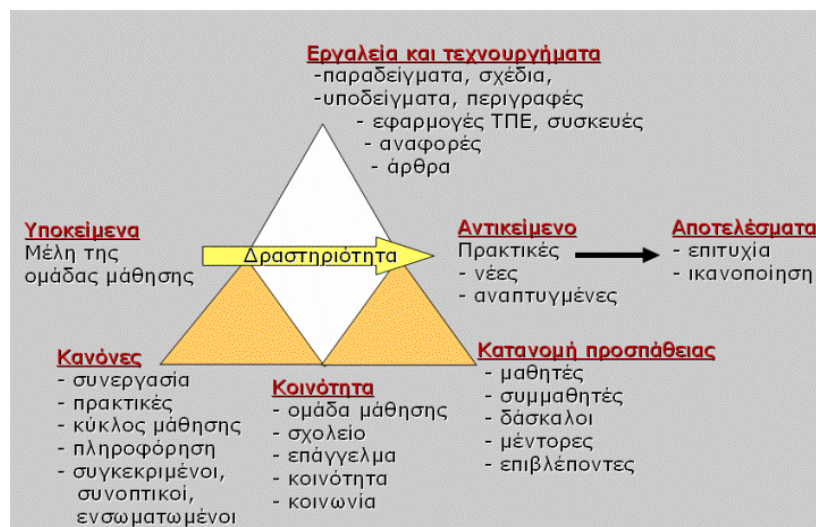 Εργαλεία και τεχνουργήματα
-παραδείγματα, σχέδια,
-υποδείγματα, περιγραφές
- εφαρμογές ΤΠΕ, συσκευές
- αναφορές
- άρθρα
Υποκείμενα
Μέλη της
ομάδας μάθησης
Δραστηριότητα
Αντικείμενο
Πρακτικές
- νέες
- αναπτυγμένες
Αποτελέσματα
- επιτυχία
- ικανοποίηση
Κανόνες
- συνεργασία
- πρακτικές
- κύκλος μάθησης
- πληροφόρηση
- συγκεκριμένοι,
συνοπτικοί,
ενσωματωμένοι
Κοινότητα
- ομάδα μάθησης
- σχολείο
- επάγγελμα
- κοινότητα
- κοινωνία
Κατανομή προσπάθειας
- μαθητές
- συμμαθητές
- δάσκαλοι
- μέντορες
- επιβλέποντες